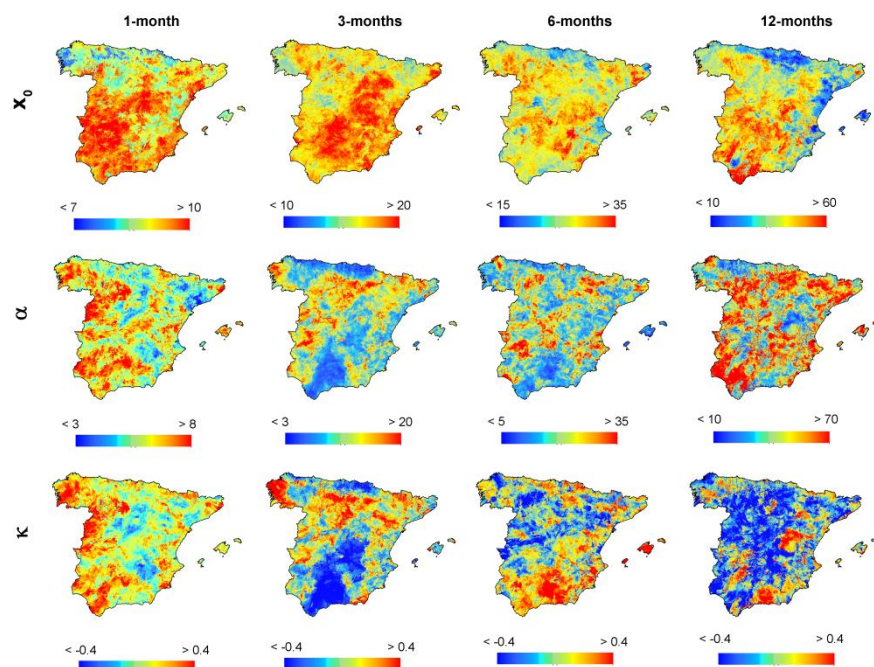 1-month 3-months 6-months 12-months
x₀
< 7 > 10 < 10 > 20 < 15 > 35 < 10 > 60
α
< 3 > 8 < 3 > 20 < 5 > 35 < 10 > 70
κ
< -0.4 > 0.4 < -0.4 > 0.4 < -0.4 > 0.4 < -0.4 > 0.4